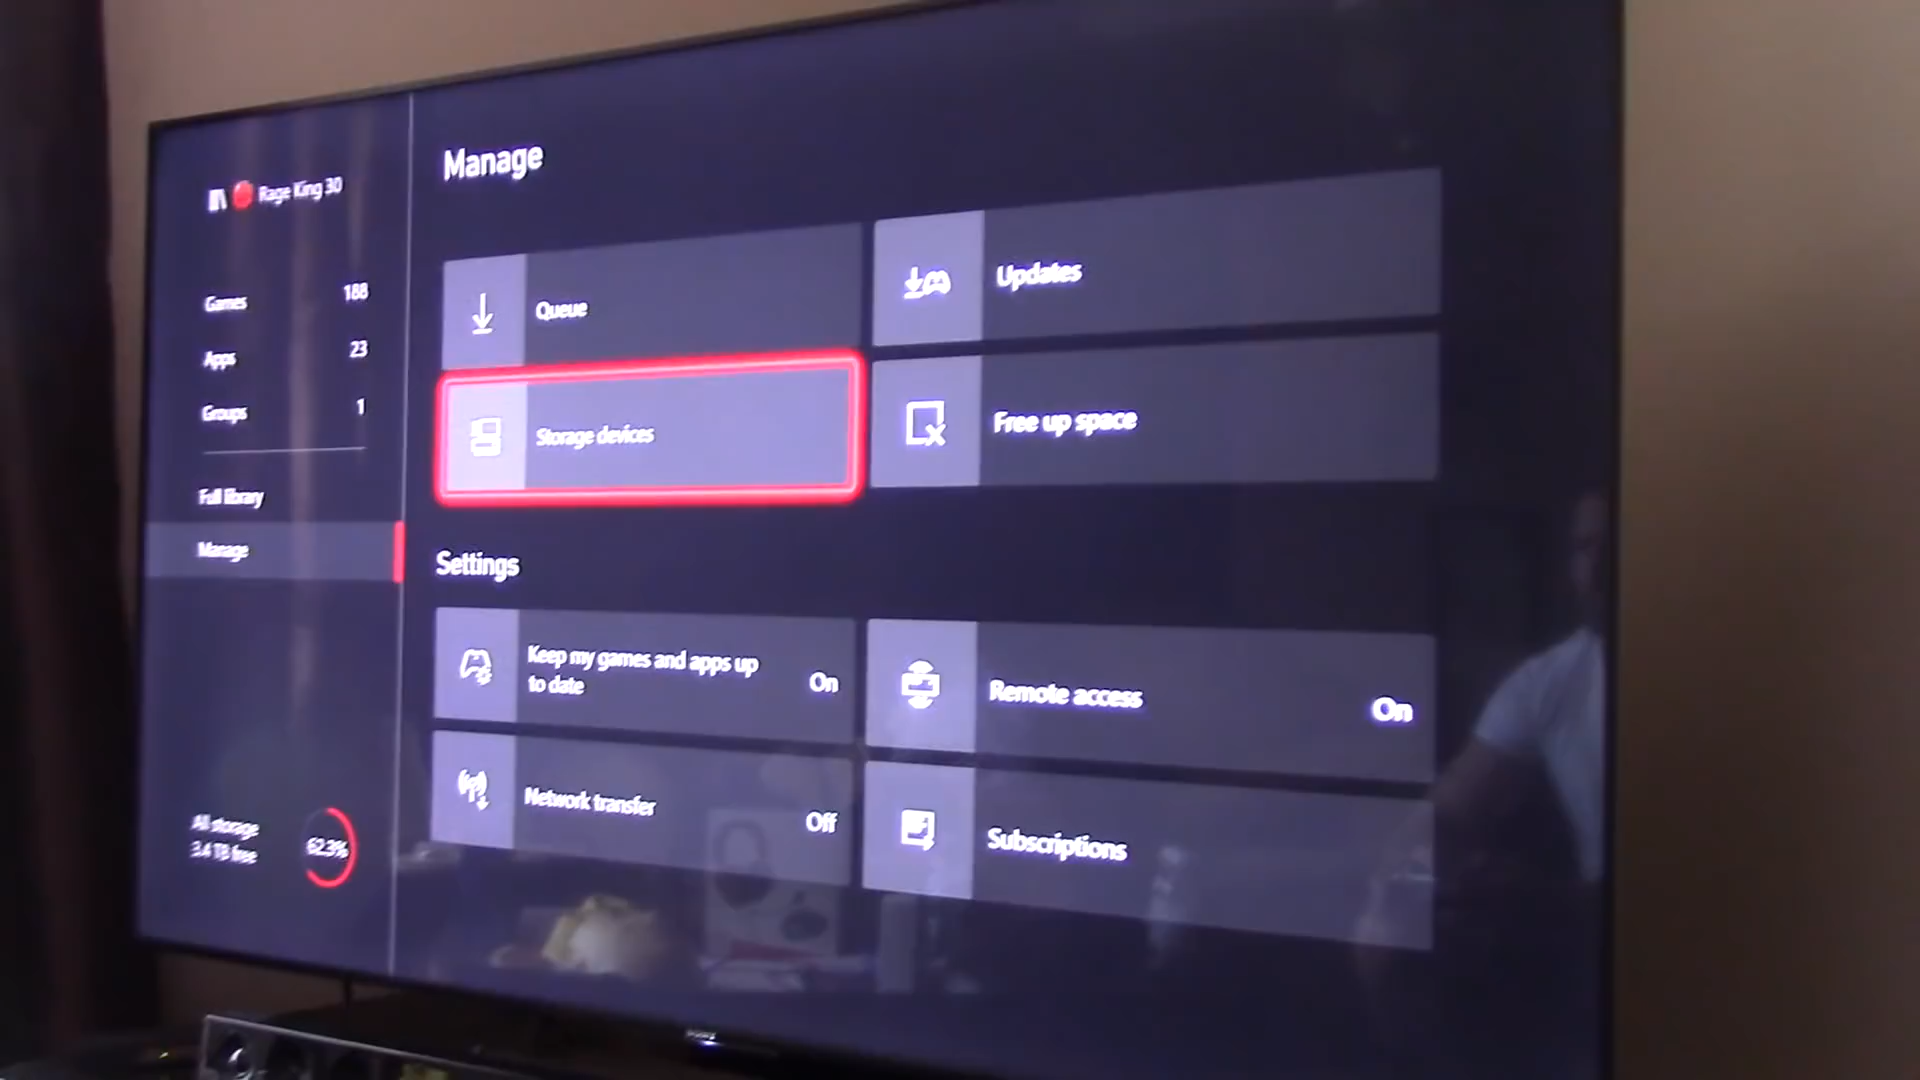 Rage King 30
Games 188
Apps 23
Groups 1
Full library
Manage
All storage
3.4 TB free
62.3%
Manage
Queue
Updates
Storage devices
Free up space
Settings
Keep my games and apps up
to date
On
Remote access
On
Network transfer
Off
Subscriptions
SONY